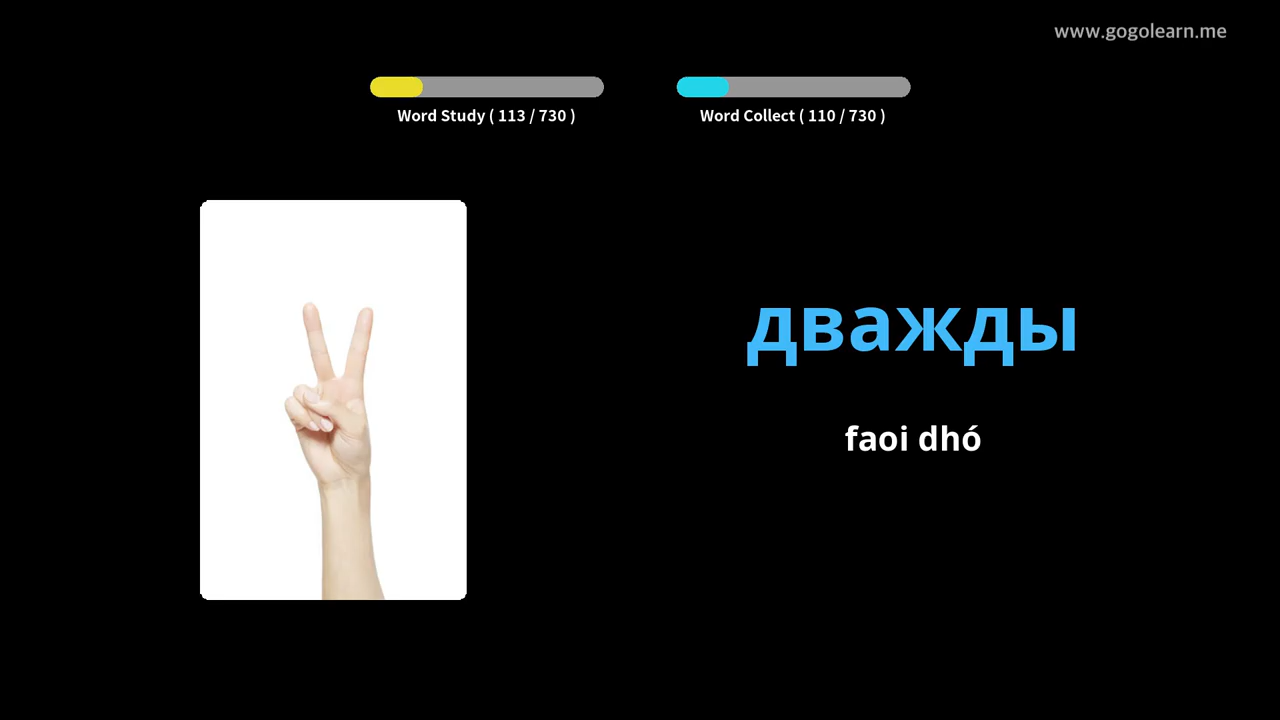 www.gogolearn.me
Word Study ( 113 / 730 )
Word Collect ( 110 / 730 )
дважды
faoi dhó